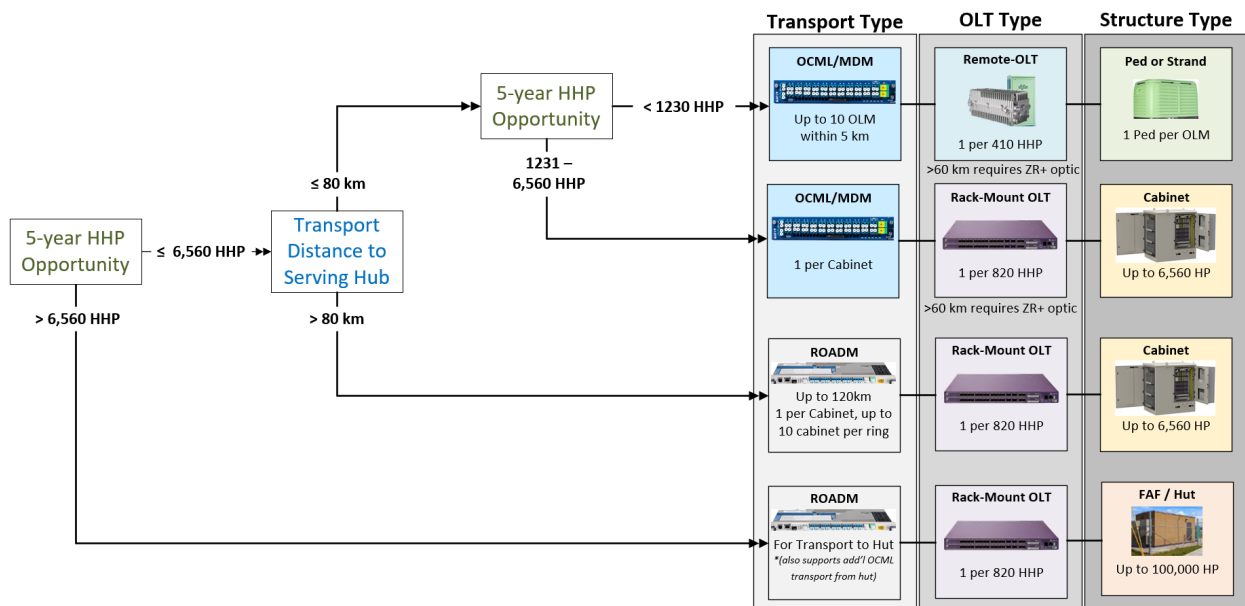 Transport Type
OLT Type
Structure Type
5-year HHP
Opportunity
≤ 6,560 HHP
> 6,560 HHP
Transport
Distance to
Serving Hub
≤ 80 km
> 80 km
5-year HHP
Opportunity
< 1230 HHP
1231 –
6,560 HHP
OCML/MDM
Up to 10 OLM
within 5 km
Remote-OLT
1 per 410 HHP
>60 km requires ZR+ optic
Ped or Strand
1 Ped per OLM
OCML/MDM
1 per Cabinet
Rack-Mount OLT
1 per 820 HHP
>60 km requires ZR+ optic
Cabinet
Up to 6,560 HP
ROADM
Up to 120km
1 per Cabinet, up to
10 cabinet per ring
Rack-Mount OLT
1 per 820 HHP
Cabinet
Up to 6,560 HP
ROADM
For Transport to Hut
*(also supports add'l OCML
transport from hut)
Rack-Mount OLT
1 per 820 HHP
FAF / Hut
Up to 100,000 HP